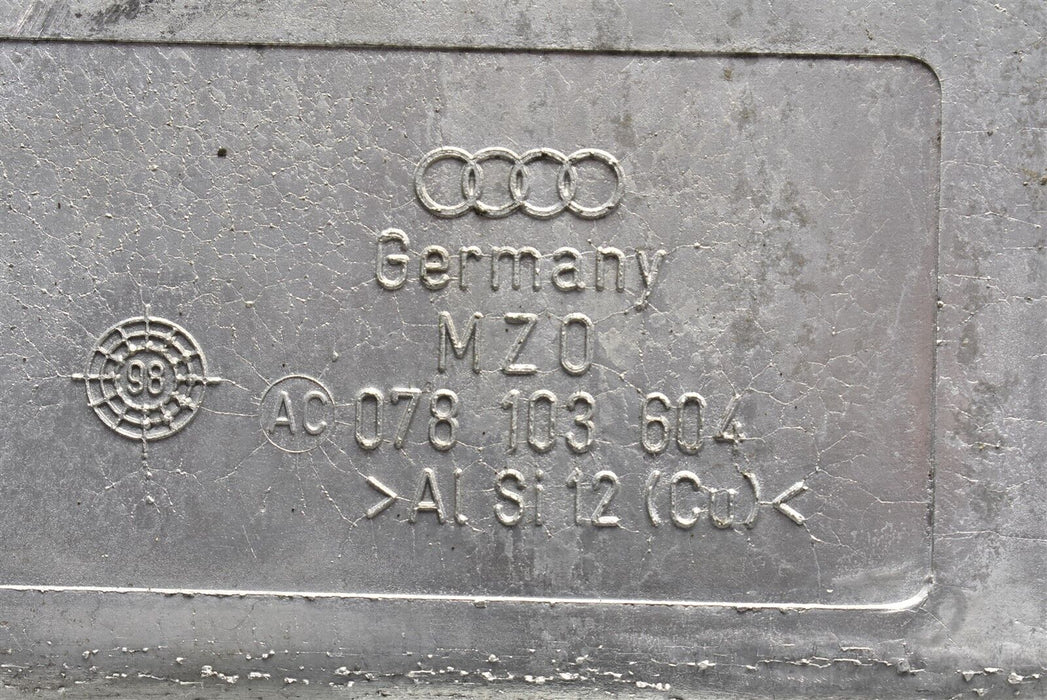 Germany
MZO
98
AC 078 103 604
>Al Si 12 (Cu)<